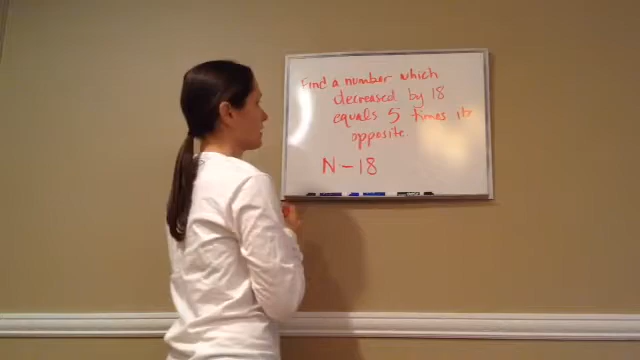 Find a number which
decreased by 18
equals 5 times its
opposite.
N - 18